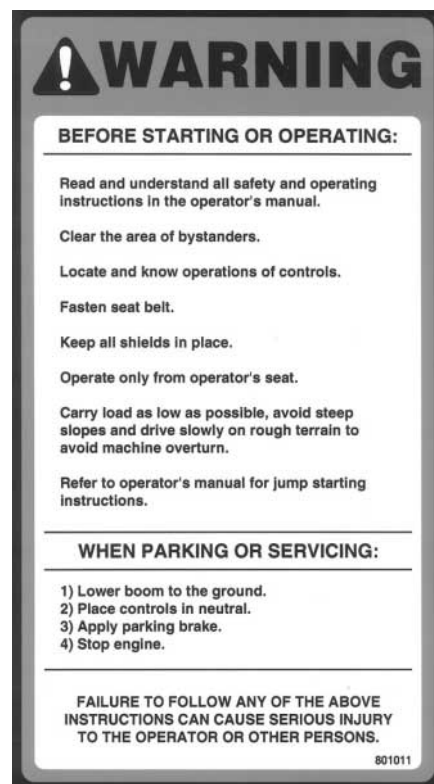 WARNING
BEFORE STARTING OR OPERATING:
Read and understand all safety and operating
instructions in the operator's manual.
Clear the area of bystanders.
Locate and know operations of controls.
Fasten seat belt.
Keep all shields in place.
Operate only from operator's seat.
Carry load as low as possible, avoid steep
slopes and drive slowly on rough terrain to
avoid machine overturn.
Refer to operator's manual for jump starting
instructions.
WHEN PARKING OR SERVICING:
1) Lower boom to the ground.
2) Place controls in neutral.
3) Apply parking brake.
4) Stop engine.
FAILURE TO FOLLOW ANY OF THE ABOVE
INSTRUCTIONS CAN CAUSE SERIOUS INJURY
TO THE OPERATOR OR OTHER PERSONS.
801011